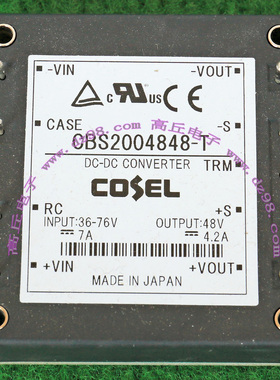 -VIN -VOUT
c RU US CE
CASE -S
CBS2004848-T
DC-DC CONVERTER TRM
COSEL
RC +S
INPUT:36-76V OUTPUT:48V
7A 4.2A
+VIN +VOUT
MADE IN JAPAN
高丘电子 dz98.com
高丘电子 www.dz98.com